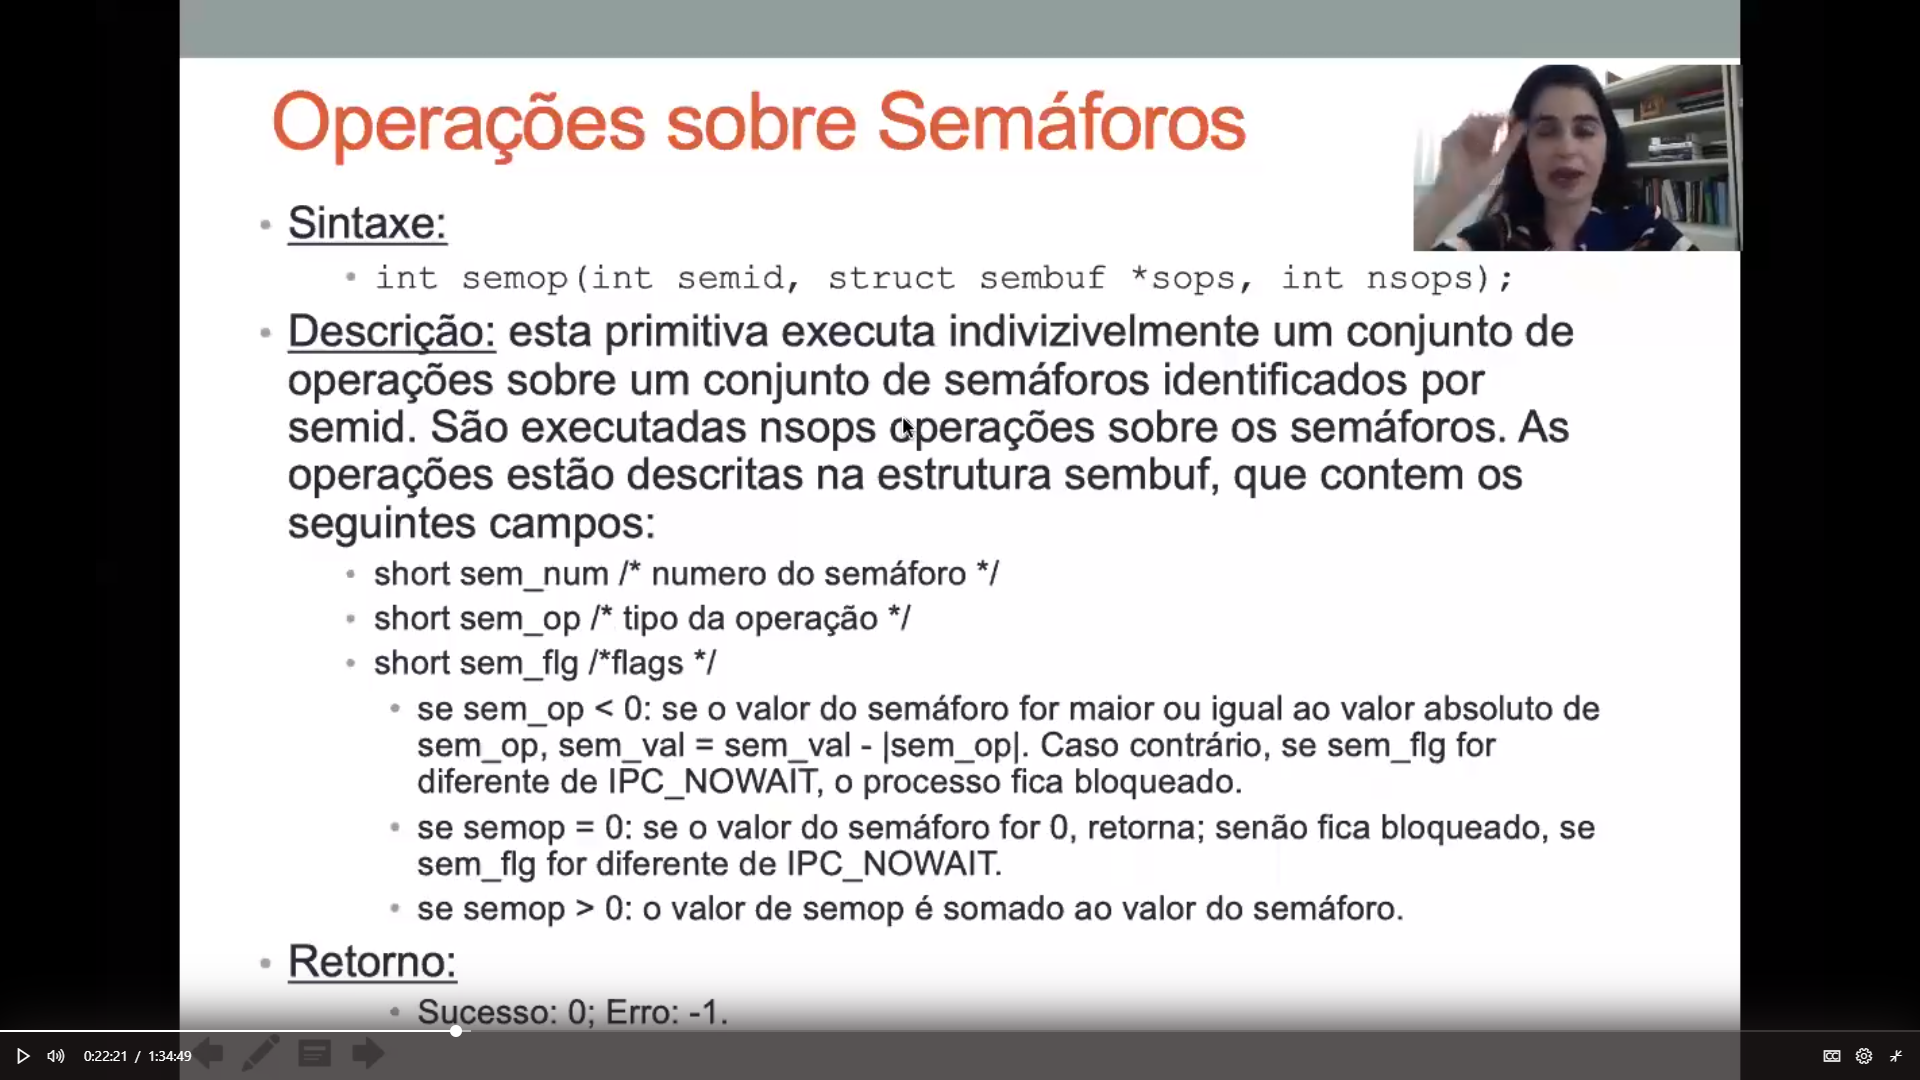 Operações sobre Semáforos
• Sintaxe:
• int semop(int semid, struct sembuf *sops, int nsops);
• Descrição: esta primitiva executa indivizivelmente um conjunto de
operações sobre um conjunto de semáforos identificados por
semid. São executadas nsops operações sobre os semáforos. As
operações estão descritas na estrutura sembuf, que contem os
seguintes campos:
• short sem_num /* numero do semáforo */
• short sem_op /* tipo da operação */
• short sem_flg /*flags */
• se sem_op < 0: se o valor do semáforo for maior ou igual ao valor absoluto de
sem_op, sem_val = sem_val - |sem_op|. Caso contrário, se sem_flg for
diferente de IPC_NOWAIT, o processo fica bloqueado.
• se semop = 0: se o valor do semáforo for 0, retorna; senão fica bloqueado, se
sem_flg for diferente de IPC_NOWAIT.
• se semop > 0: o valor de semop é somado ao valor do semáforo.
• Retorno:
• Sucesso: 0; Erro: -1.
0:22:21 / 1:34:49
CC